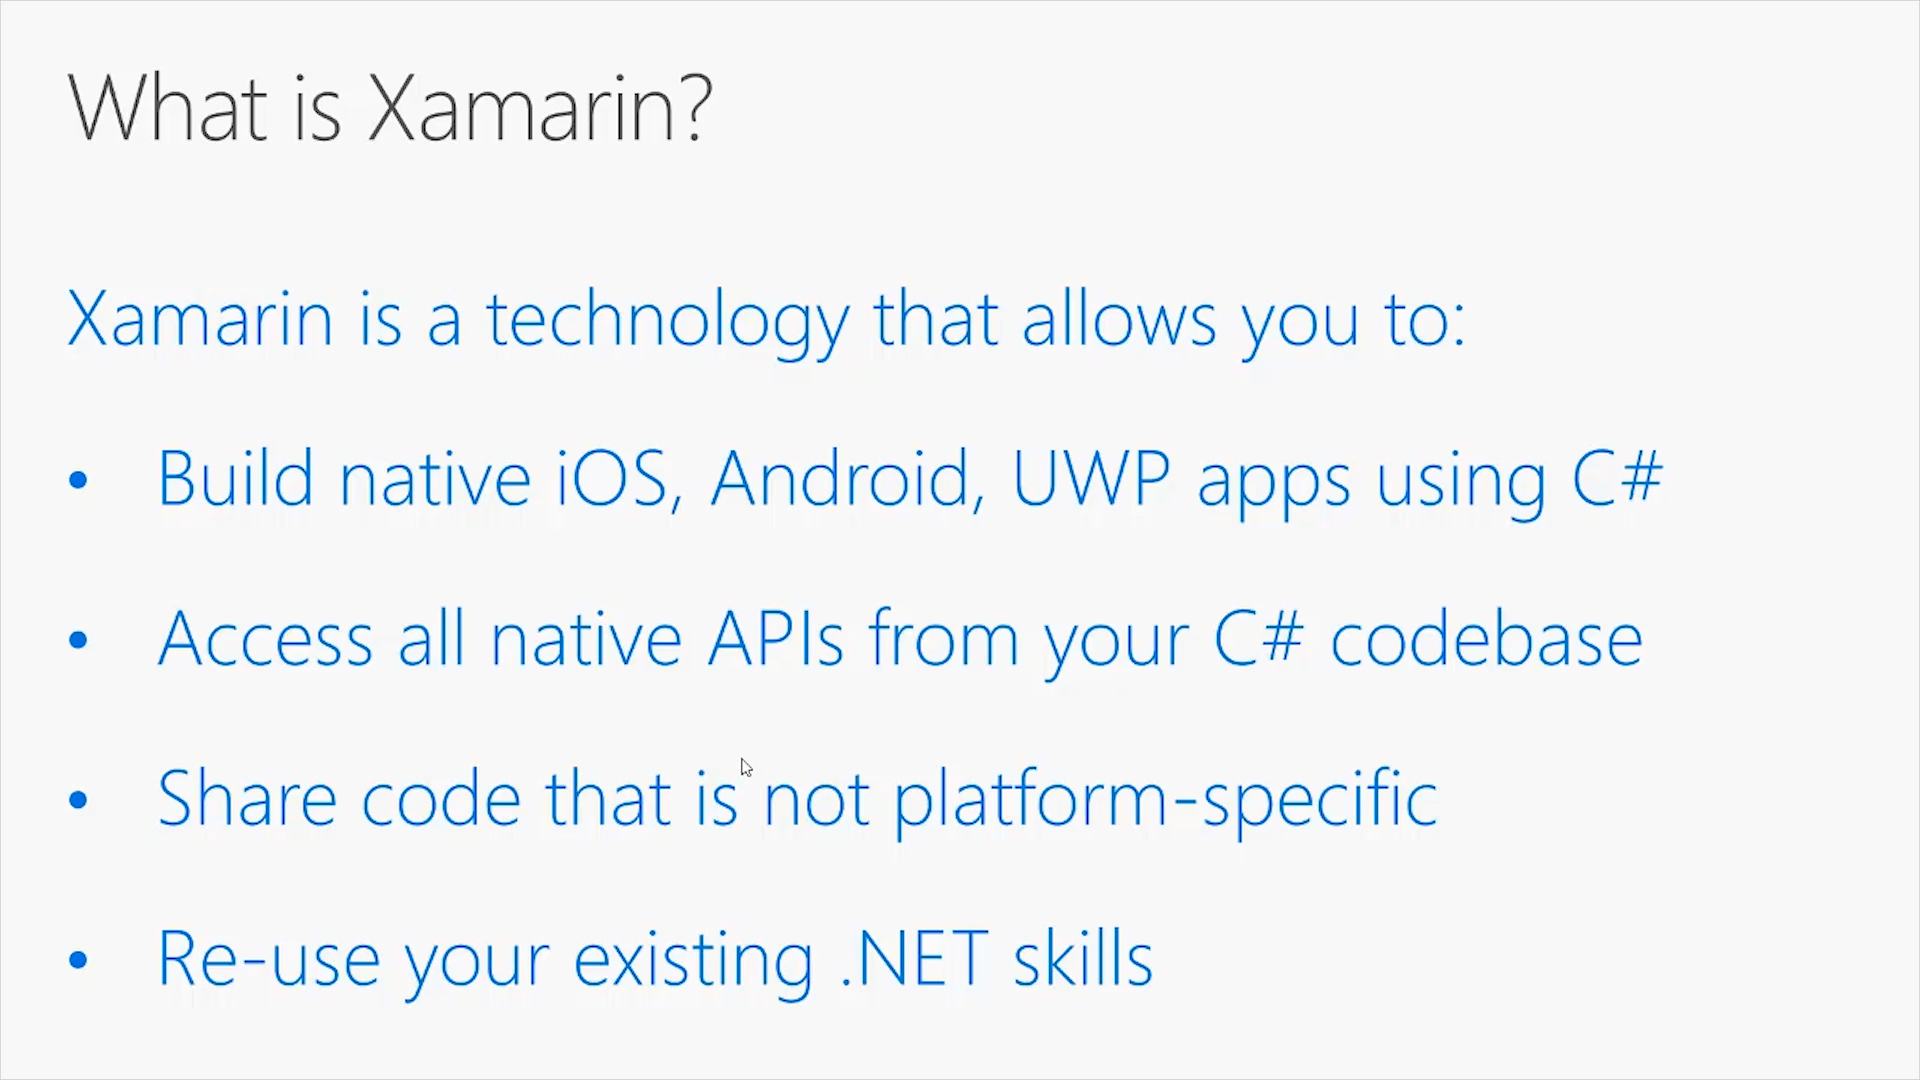 What is Xamarin?
Xamarin is a technology that allows you to:
• Build native iOS, Android, UWP apps using C#
• Access all native APIs from your C# codebase
• Share code that is not platform-specific
• Re-use your existing .NET skills